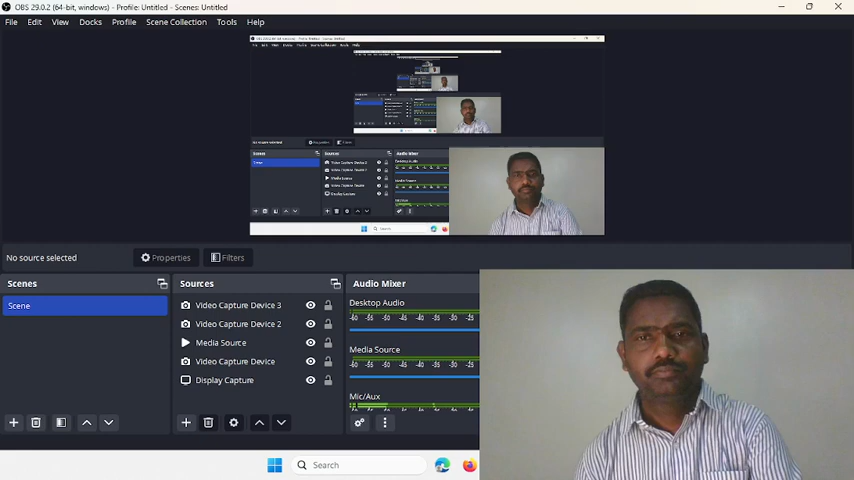 OBS 29.0.2 (64-bit, windows) - Profile: Untitled - Scenes: Untitled
File Edit View Docks Profile Scene Collection Tools Help
No source selected Properties Filters
Scenes
Scene
Sources
Video Capture Device 3
Video Capture Device 2
Media Source
Video Capture Device
Display Capture
Audio Mixer
Desktop Audio
-60 -55 -50 -45 -40 -35 -30 -25
Media Source
-60 -55 -50 -45 -40 -35 -30 -25
Mic/Aux
Search